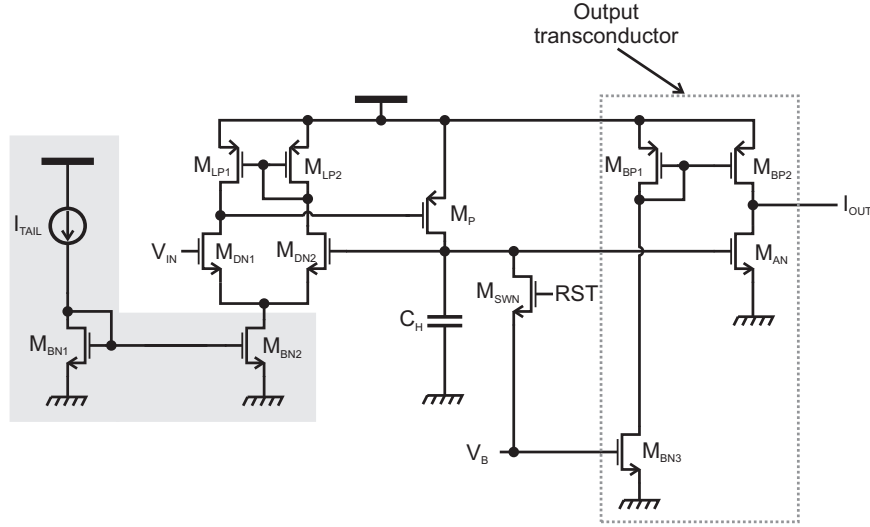 Output
transconductor
M_LP1
M_LP2
M_BP1
M_BP2
I_TAIL
M_P
I_OUT
V_IN
M_DN1
M_DN2
M_AN
M_SWN
RST
C_H
M_BN1
M_BN2
V_B
M_BN3